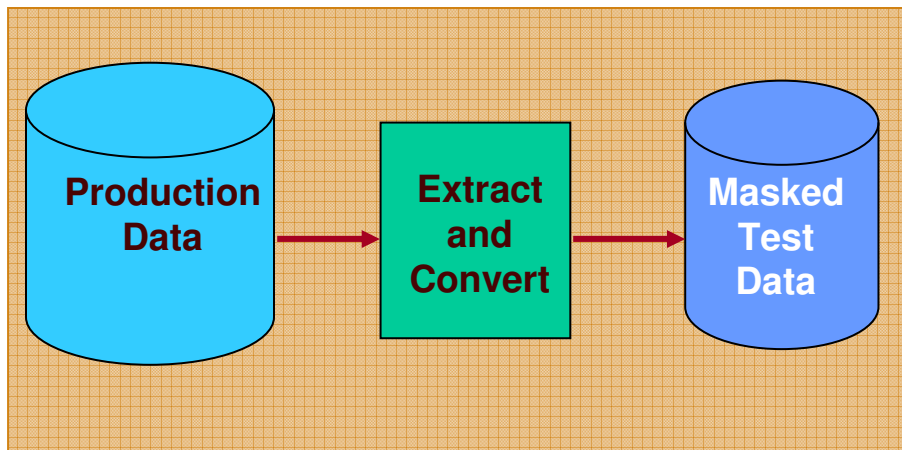 Production
Data
Extract
and
Convert
Masked
Test
Data